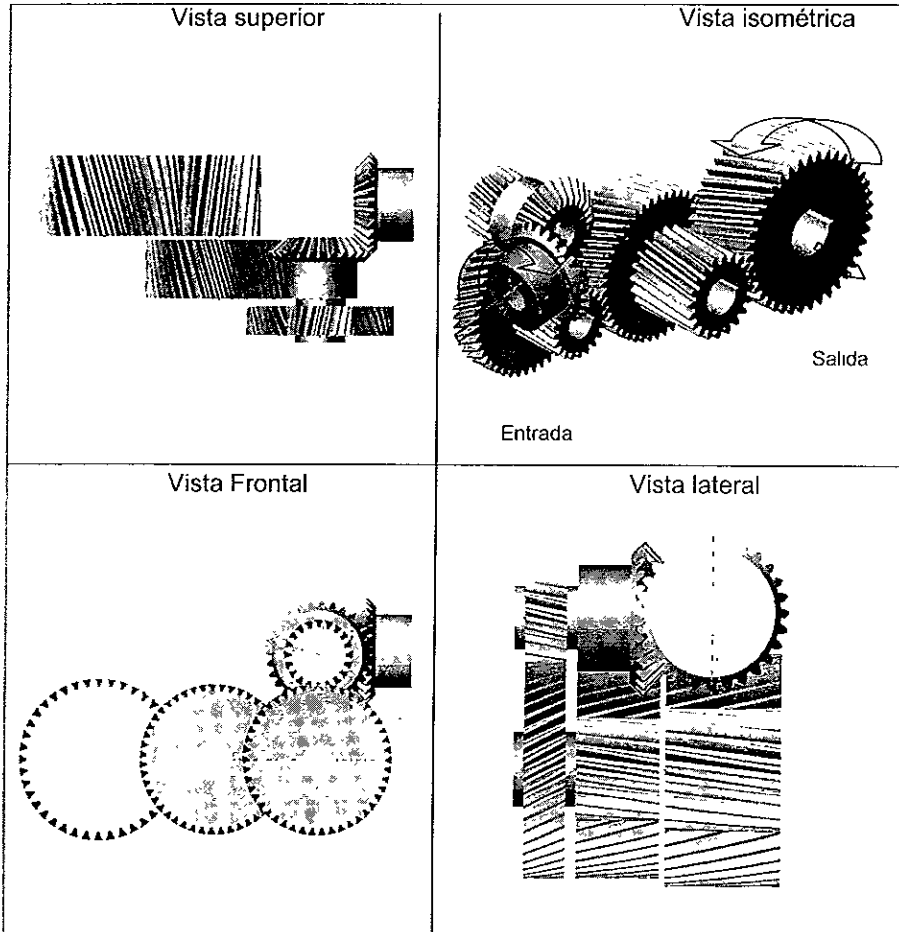 Vista superior
Vista isométrica
Salida
Entrada
Vista Frontal
Vista lateral